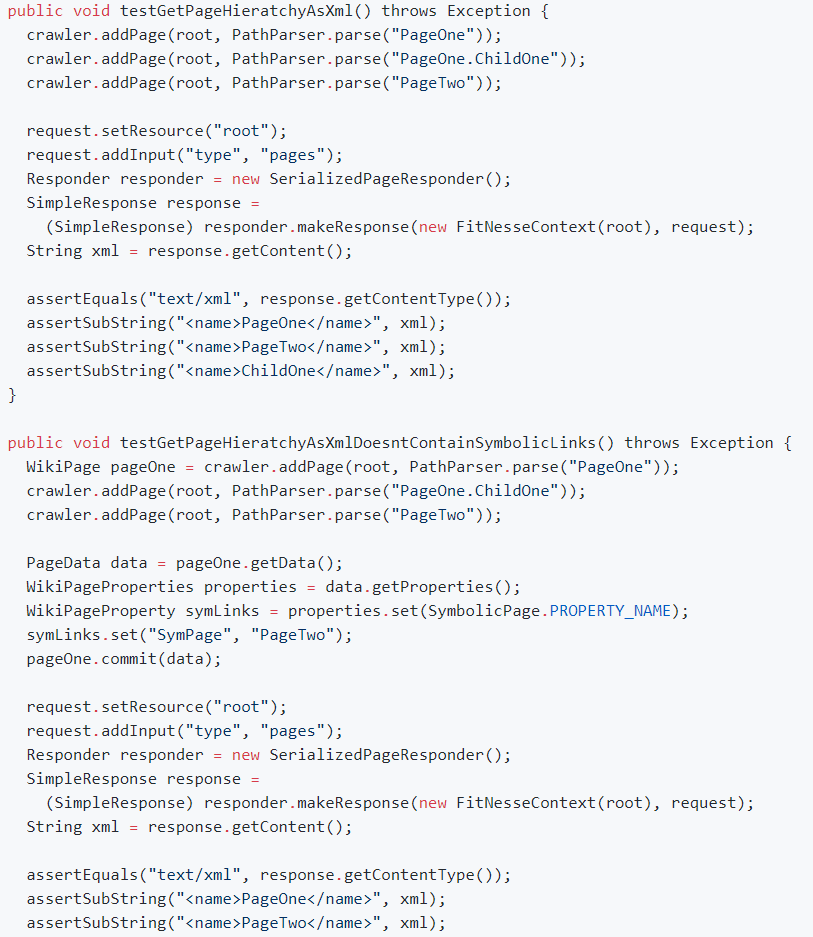 public void testGetPageHieratchyAsXml() throws Exception {
  crawler.addPage(root, PathParser.parse("PageOne"));
  crawler.addPage(root, PathParser.parse("PageOne.ChildOne"));
  crawler.addPage(root, PathParser.parse("PageTwo"));

  request.setResource("root");
  request.addInput("type", "pages");
  Responder responder = new SerializedPageResponder();
  SimpleResponse response =
    (SimpleResponse) responder.makeResponse(new FitNesseContext(root), request);
  String xml = response.getContent();

  assertEquals("text/xml", response.getContentType());
  assertSubString("<name>PageOne</name>", xml);
  assertSubString("<name>PageTwo</name>", xml);
  assertSubString("<name>ChildOne</name>", xml);
}

public void testGetPageHieratchyAsXmlDoesntContainSymbolicLinks() throws Exception {
  WikiPage pageOne = crawler.addPage(root, PathParser.parse("PageOne"));
  crawler.addPage(root, PathParser.parse("PageOne.ChildOne"));
  crawler.addPage(root, PathParser.parse("PageTwo"));

  PageData data = pageOne.getData();
  WikiPageProperties properties = data.getProperties();
  WikiPageProperty symLinks = properties.set(SymbolicPage.PROPERTY_NAME);
  symLinks.set("SymPage", "PageTwo");
  pageOne.commit(data);

  request.setResource("root");
  request.addInput("type", "pages");
  Responder responder = new SerializedPageResponder();
  SimpleResponse response =
    (SimpleResponse) responder.makeResponse(new FitNesseContext(root), request);
  String xml = response.getContent();

  assertEquals("text/xml", response.getContentType());
  assertSubString("<name>PageOne</name>", xml);
  assertSubString("<name>PageTwo</name>", xml);